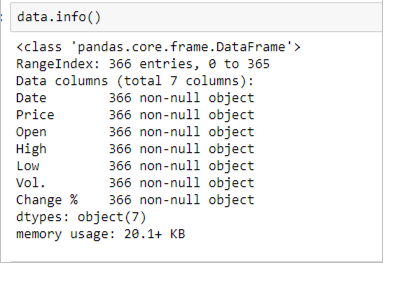 data.info()
<class 'pandas.core.frame.DataFrame'>
RangeIndex: 366 entries, 0 to 365
Data columns (total 7 columns):
Date        366 non-null object
Price       366 non-null object
Open        366 non-null object
High        366 non-null object
Low         366 non-null object
Vol.        366 non-null object
Change %    366 non-null object
dtypes: object(7)
memory usage: 20.1+ KB